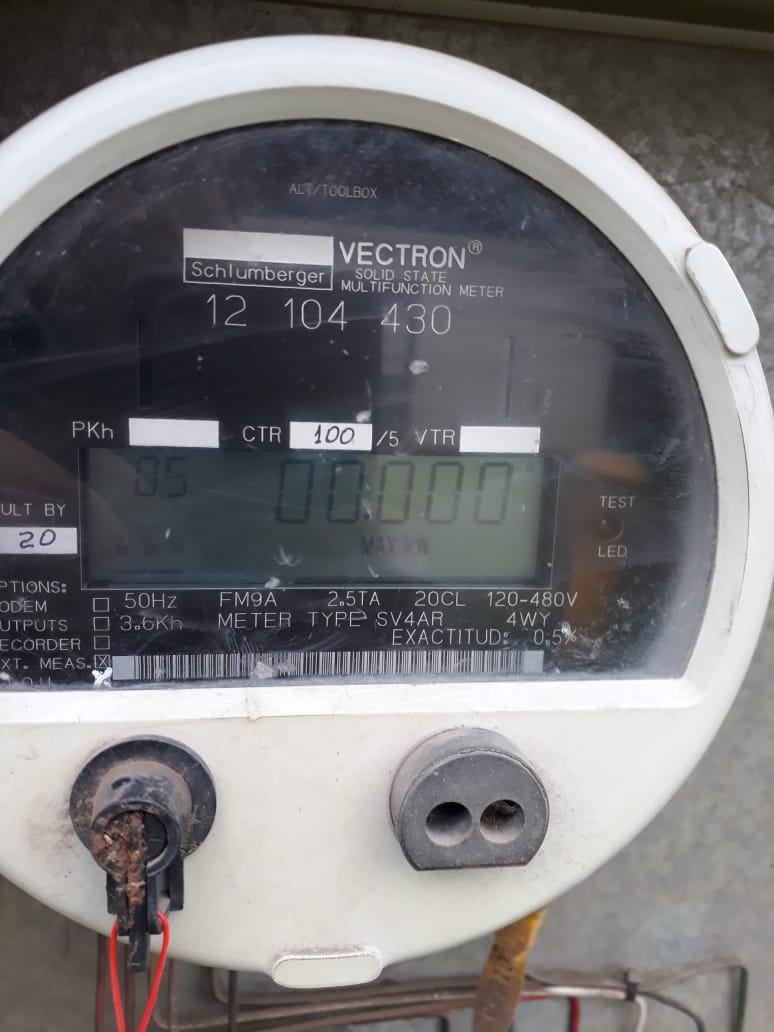 ALT/TOOLBOX
Schlumberger
VECTRON®
SOLID STATE
MULTIFUNCTION METER
12 104 430
PKh CTR 100 /5 VTR
05 00.000
MAX KW
ULT BY
20
TEST
LED
PTIONS:
ODEM
UTPUTS
ECORDER
XT. MEAS. X
50Hz FM9A 2.5TA 20CL 120-480V
3.6Kh METER TYPE SV4AR 4WY
EXACTITUD: 0.5%